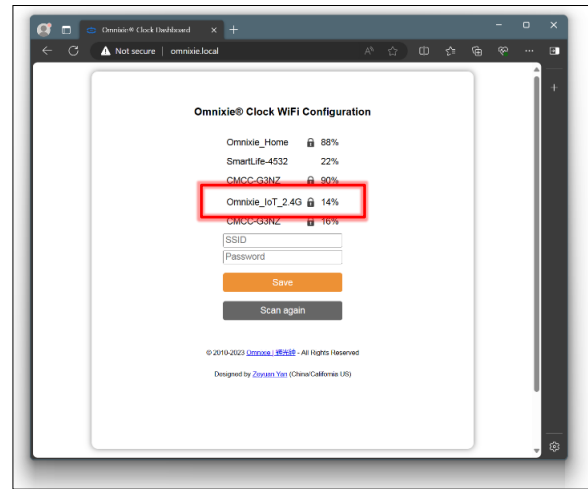 Omnixie® Clock Dashboard
Not secure | omnixie.local
Omnixie® Clock WiFi Configuration
Omnixie_Home 88%
SmartLife-4532 22%
CMCC-G3NZ 90%
Omnixie_IoT_2.4G 14%
CMCC-G3NZ 16%
SSID
Password
Save
Scan again
© 2010-2023 Omnixie | - All Rights Reserved
Designed by Zeyuan Yan (China/California US)